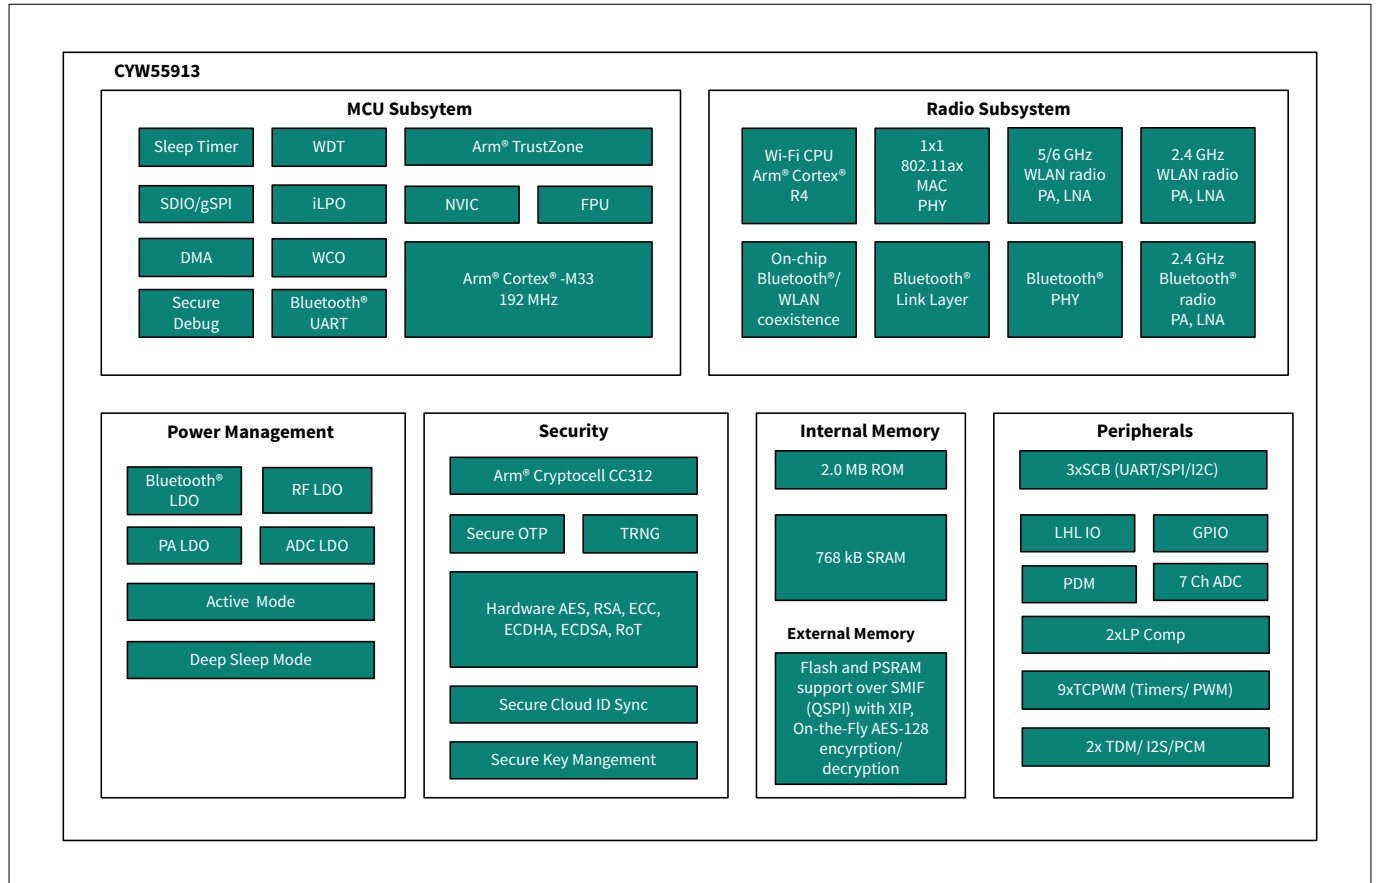 CYW55913
MCU Subsytem
Sleep Timer
WDT
Arm® TrustZone
SDIO/gSPI
iLPO
NVIC
FPU
DMA
WCO
Arm® Cortex® -M33
192 MHz
Secure
Debug
Bluetooth®
UART
Radio Subsystem
Wi-Fi CPU
Arm® Cortex®
R4
1x1
802.11ax
MAC
PHY
5/6 GHz
WLAN radio
PA, LNA
2.4 GHz
WLAN radio
PA, LNA
On-chip
Bluetooth®/
WLAN
coexistence
Bluetooth®
Link Layer
Bluetooth®
PHY
2.4 GHz
Bluetooth®
radio
PA, LNA
Power Management
Bluetooth®
LDO
RF LDO
PA LDO
ADC LDO
Active Mode
Deep Sleep Mode
Security
Arm® Cryptocell CC312
Secure OTP
TRNG
Hardware AES, RSA, ECC,
ECDHA, ECDSA, RoT
Secure Cloud ID Sync
Secure Key Mangement
Internal Memory
2.0 MB ROM
768 kB SRAM
External Memory
Flash and PSRAM
support over SMIF
(QSPI) with XIP,
On-the-Fly AES-128
encyrption/
decryption
Peripherals
3xSCB (UART/SPI/I2C)
LHL IO
GPIO
PDM
7 Ch ADC
2xLP Comp
9xTCPWM (Timers/ PWM)
2x TDM/ I2S/PCM